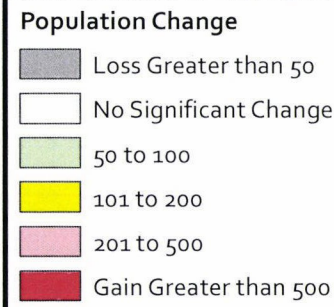 Population Change
Loss Greater than 50
No Significant Change
50 to 100
101 to 200
201 to 500
Gain Greater than 500